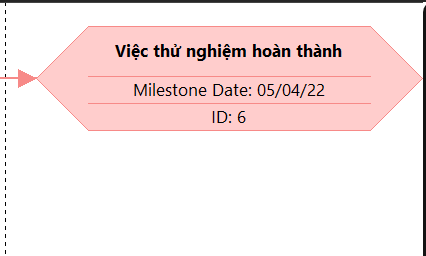 Việc thử nghiệm hoàn thành
Milestone Date: 05/04/22
ID: 6